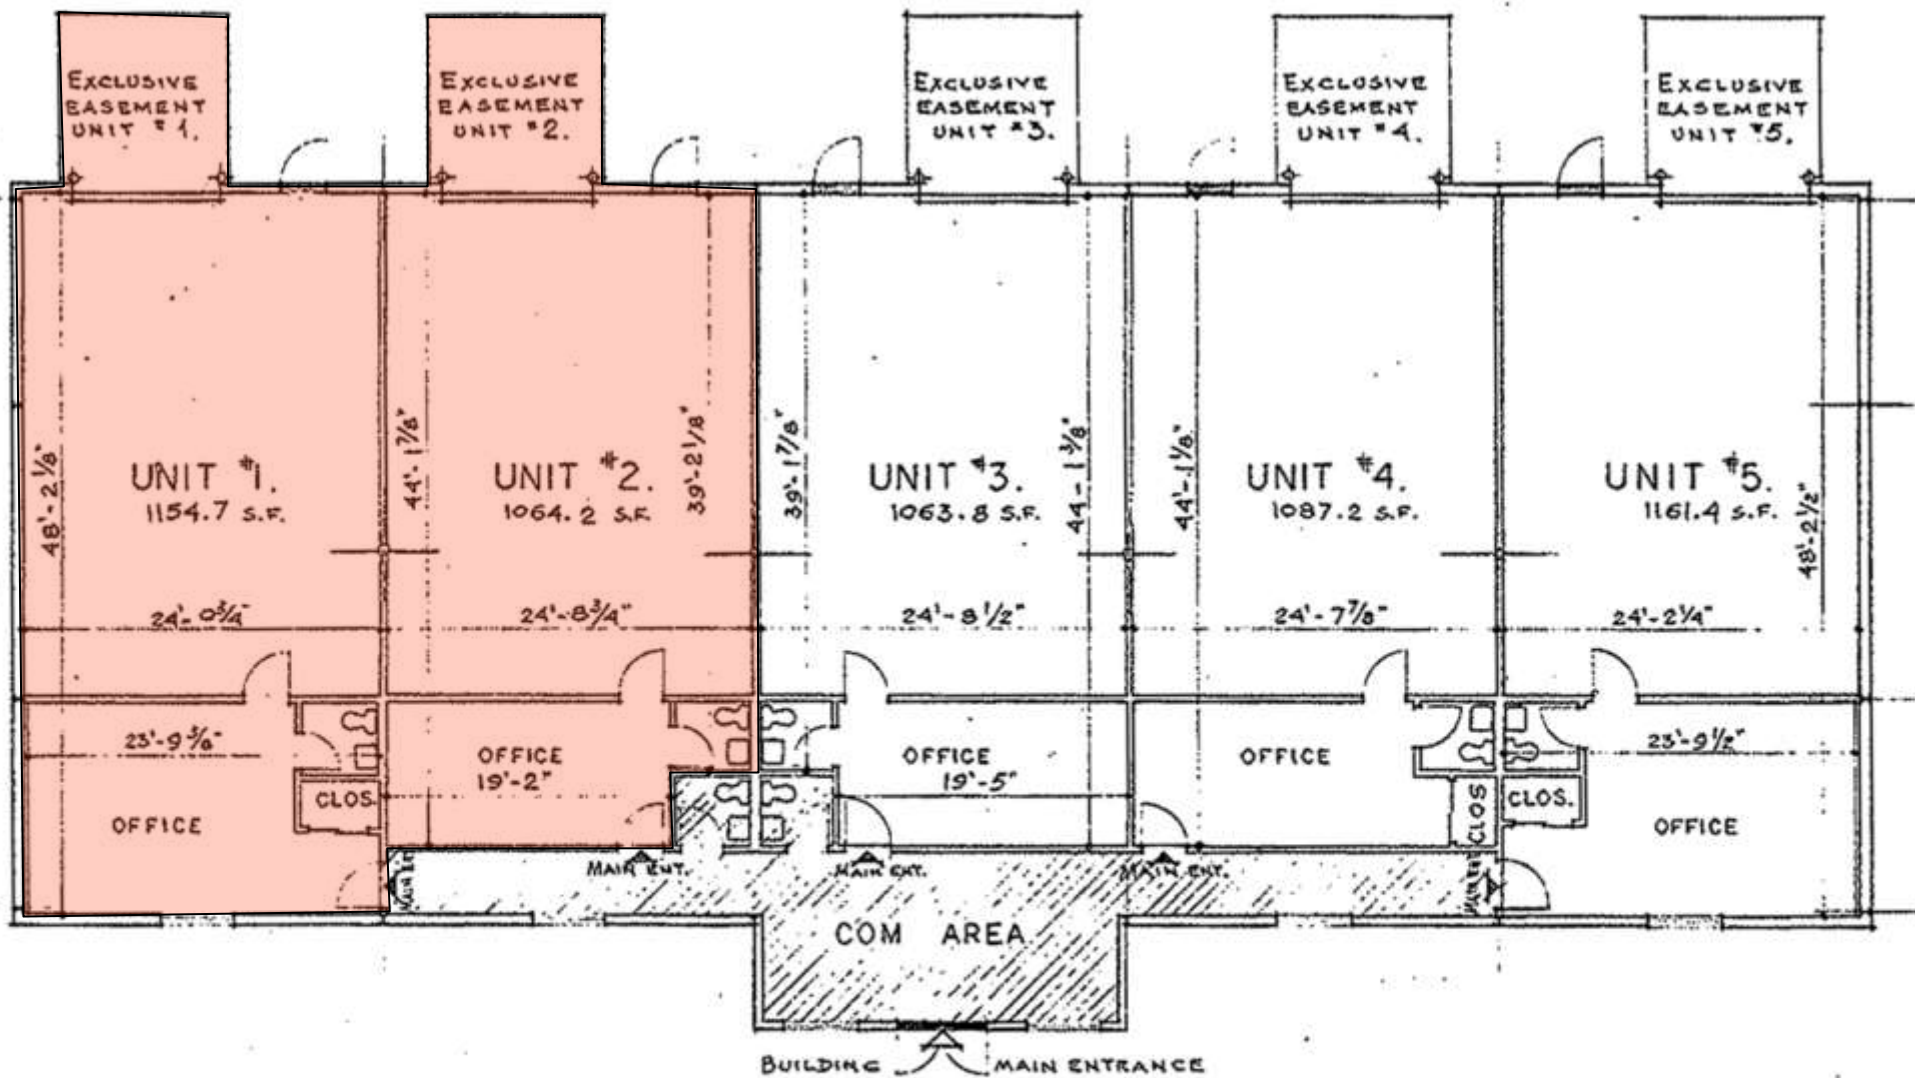 EXCLUSIVE
EASEMENT
UNIT #1.
EXCLUSIVE
EASEMENT
UNIT #2.
EXCLUSIVE
EASEMENT
UNIT #3.
EXCLUSIVE
EASEMENT
UNIT #4.
EXCLUSIVE
EASEMENT
UNIT #5.
48'-2 1/8"
UNIT #1.
1154.7 S.F.
44'-1 7/8"
UNIT #2.
1064.2 S.F.
39'-2 1/8"
39'-1 7/8"
UNIT #3.
1063.8 S.F.
44'-1 3/8"
44'-1 1/8"
UNIT #4.
1087.2 S.F.
UNIT #5.
1161.4 S.F.
48'-2 1/2"
24'-0 3/4"
24'-8 3/4"
24'-8 1/2"
24'-7 7/8"
24'-2 1/4"
23'-9 3/8"
OFFICE
19'-2"
OFFICE
19'-5"
OFFICE
23'-9 1/2"
CLOS.
OFFICE
CLOS
CLOS.
OFFICE
MAIN ENT.
MAIN ENT.
MAIN ENT.
MAIN ENT.
COM AREA
BUILDING MAIN ENTRANCE